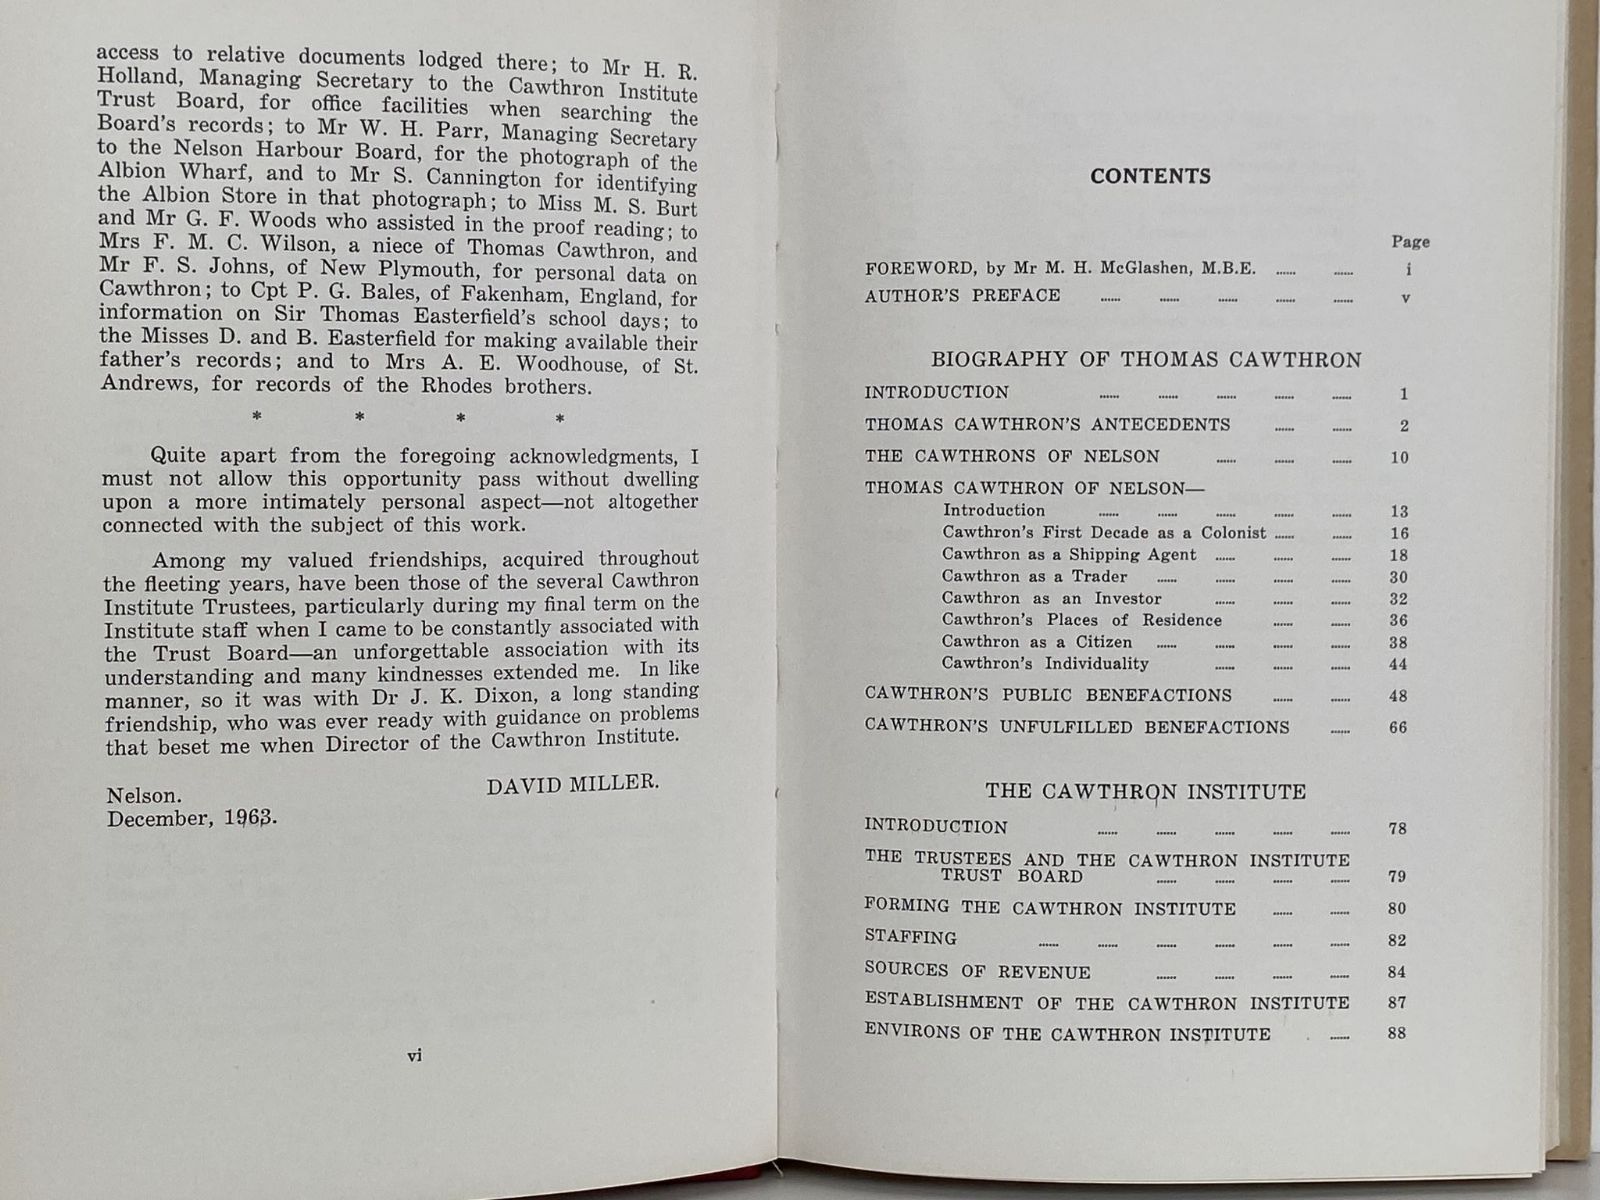 access to relative documents lodged there; to Mr H. R.
Holland, Managing Secretary to the Cawthron Institute
Trust Board, for office facilities when searching the
Board's records; to Mr W. H. Parr, Managing Secretary
to the Nelson Harbour Board, for the photograph of the
Albion Wharf, and to Mr S. Cannington for identifying
the Albion Store in that photograph; to Miss M. S. Burt
and Mr G. F. Woods who assisted in the proof reading; to
Mrs F. M. C. Wilson, a niece of Thomas Cawthron, and
Mr F. S. Johns, of New Plymouth, for personal data on
Cawthron; to Cpt P. G. Bales, of Fakenham, England, for
information on Sir Thomas Easterfield's school days; to
the Misses D. and B. Easterfield for making available their
father's records; and to Mrs A. E. Woodhouse, of St.
Andrews, for records of the Rhodes brothers.
* * * *
Quite apart from the foregoing acknowledgments, I
must not allow this opportunity pass without dwelling
upon a more intimately personal aspect—not altogether
connected with the subject of this work.
Among my valued friendships, acquired throughout
the fleeting years, have been those of the several Cawthron
Institute Trustees, particularly during my final term on the
Institute staff when I came to be constantly associated with
the Trust Board—an unforgettable association with its
understanding and many kindnesses extended me. In like
manner, so it was with Dr J. K. Dixon, a long standing
friendship, who was ever ready with guidance on problems
that beset me when Director of the Cawthron Institute.
DAVID MILLER.
Nelson.
December, 1963.
vi
CONTENTS
Page
FOREWORD, by Mr M. H. McGlashen, M.B.E. ...... ...... i
AUTHOR'S PREFACE ...... ...... ...... ...... ...... v
BIOGRAPHY OF THOMAS CAWTHRON
INTRODUCTION ...... ...... ...... ...... ...... 1
THOMAS CAWTHRON'S ANTECEDENTS ...... ...... 2
THE CAWTHRONS OF NELSON ...... ...... ...... 10
THOMAS CAWTHRON OF NELSON—
Introduction ...... ...... ...... ...... ...... 13
Cawthron's First Decade as a Colonist ...... ...... 16
Cawthron as a Shipping Agent ...... ...... ...... 18
Cawthron as a Trader ...... ...... ...... ...... 30
Cawthron as an Investor ...... ...... ...... 32
Cawthron's Places of Residence ...... ...... 36
Cawthron as a Citizen ...... ...... ...... ...... 38
Cawthron's Individuality ...... ...... ...... 44
CAWTHRON'S PUBLIC BENEFACTIONS ...... ...... 48
CAWTHRON'S UNFULFILLED BENEFACTIONS ...... 66
THE CAWTHRON INSTITUTE
INTRODUCTION ...... ...... ...... ...... ...... 78
THE TRUSTEES AND THE CAWTHRON INSTITUTE
TRUST BOARD ...... ...... ...... ...... 79
FORMING THE CAWTHRON INSTITUTE ...... ...... 80
STAFFING ...... ...... ...... ...... ...... ...... 82
SOURCES OF REVENUE ...... ...... ...... ...... 84
ESTABLISHMENT OF THE CAWTHRON INSTITUTE 87
ENVIRONS OF THE CAWTHRON INSTITUTE ...... 88